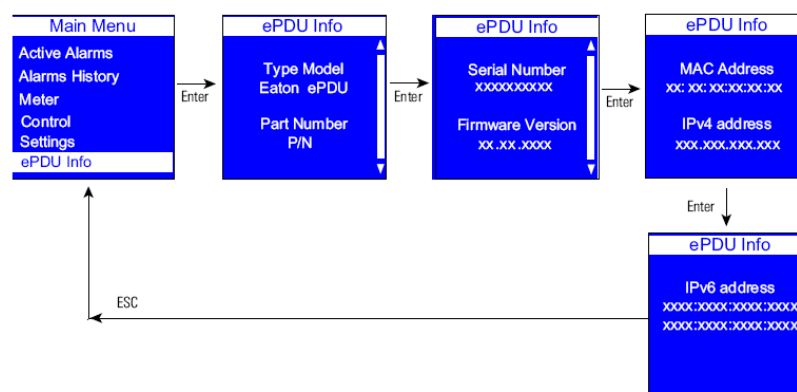 Main Menu
Active Alarms
Alarms History
Meter
Control
Settings
ePDU Info
Enter
ePDU Info
Type Model
Eaton ePDU
Part Number
P/N
Enter
ePDU Info
Serial Number
xxxxxxxxxx
Firmware Version
xx.xx.xxxx
Enter
ePDU Info
MAC Address
xx: xx: xx:xx:xx:xx
IPv4 address
xxx.xxx.xxx.xxx
Enter
ePDU Info
IPv6 address
xxxx:xxxx:xxxx:xxxx
xxxx:xxxx:xxxx:xxxx
ESC